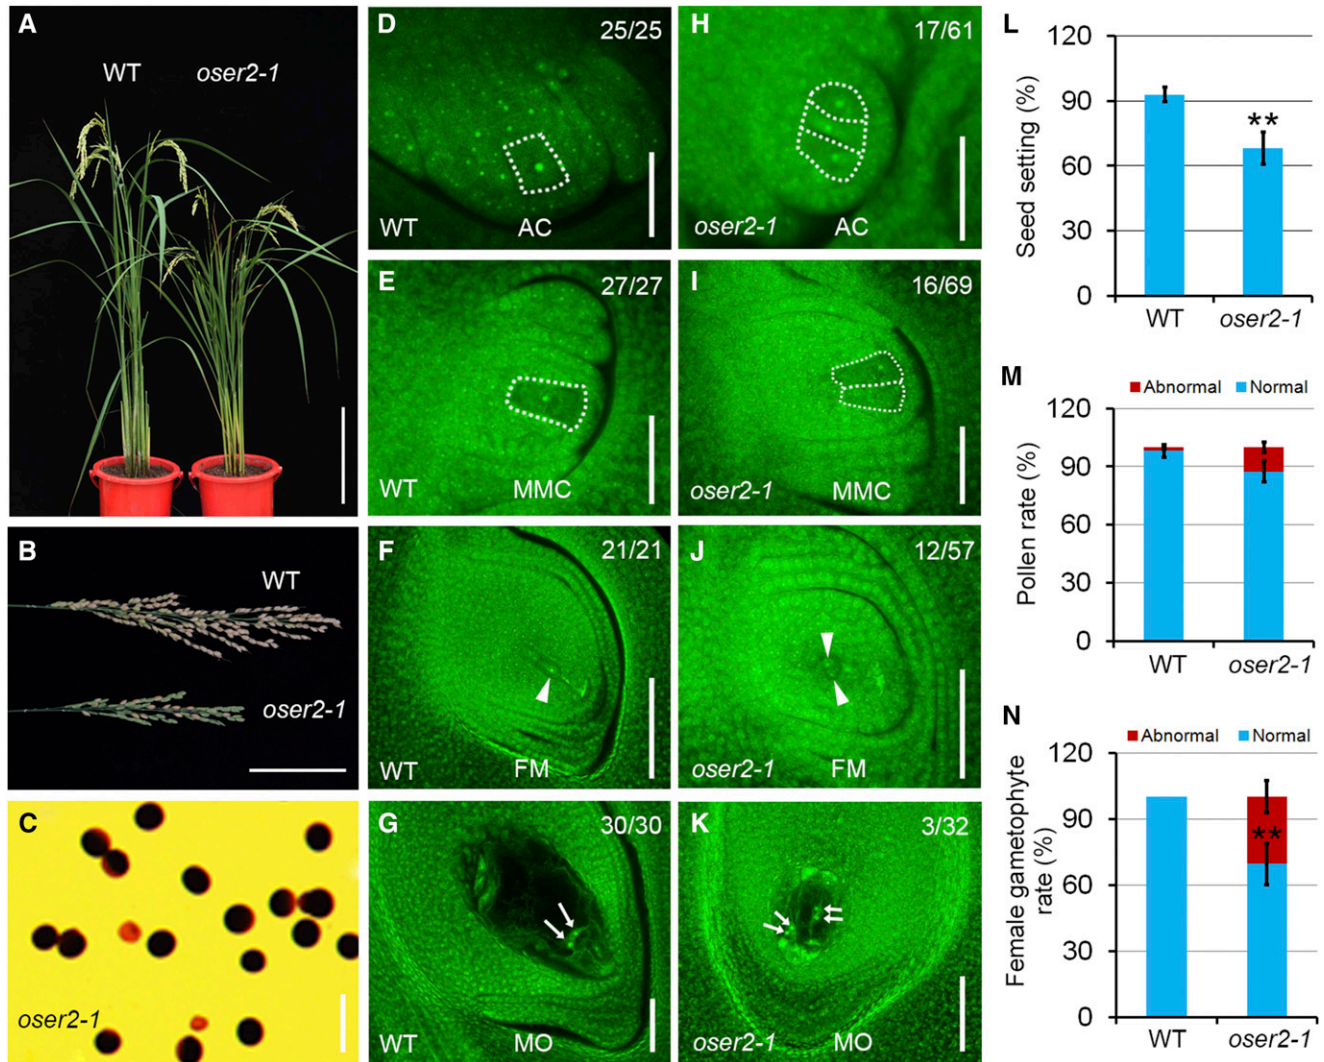 A
WT oser2-1
B
WT
oser2-1
C
oser2-1
D
25/25
WT AC
E
27/27
WT MMC
F
21/21
WT FM
G
30/30
WT MO
H
17/61
oser2-1 AC
I
16/69
oser2-1 MMC
J
12/57
oser2-1 FM
K
3/32
oser2-1 MO
L
Seed setting (%)
120
90
60
30
0
**
WT oser2-1
M
Abnormal Normal
Pollen rate (%)
120
90
60
30
0
WT oser2-1
N
Abnormal Normal
Female gametophyte
rate (%)
120
90
60
30
0
**
WT oser2-1